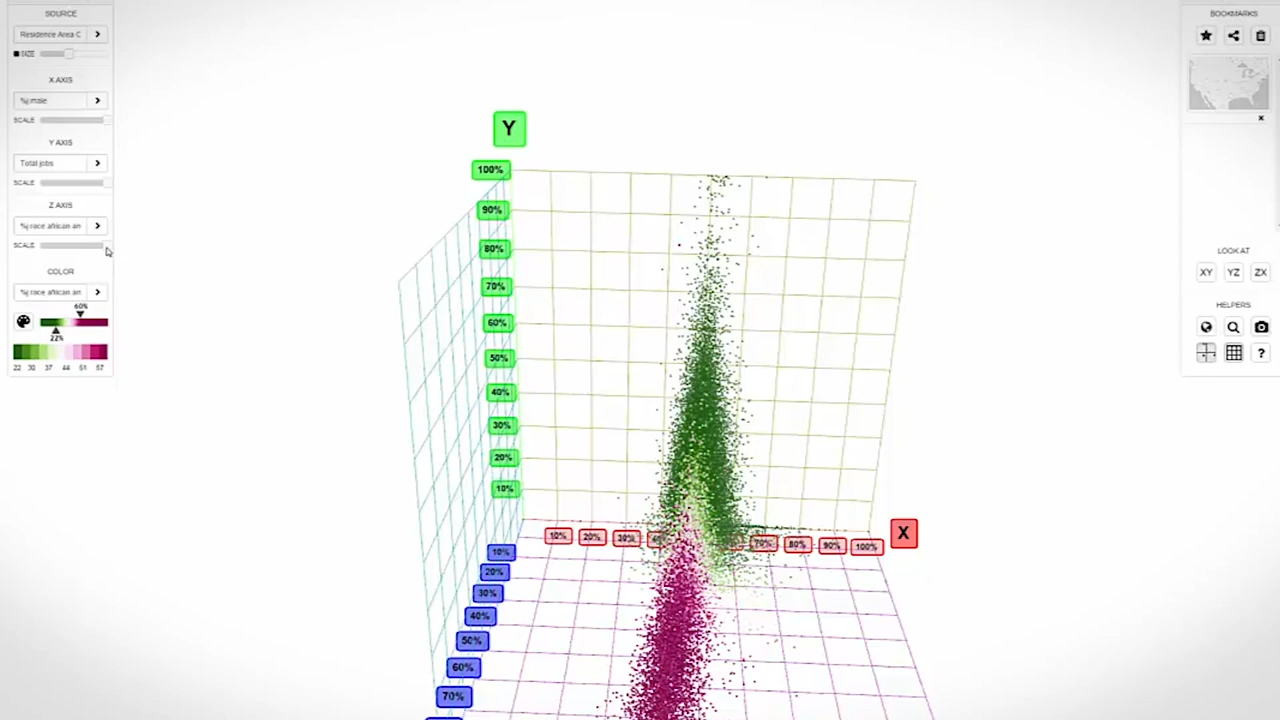 SOURCE
Residence Area C
SIZE
X AXIS
%j male
SCALE
Y AXIS
Total jobs
SCALE
Z AXIS
%j race african am
SCALE
COLOR
%j race african am
60%
22%
22 30 37 44 51 57
Y
100%
90%
80%
70%
60%
50%
40%
30%
20%
10%
10% 20% 30% 70% 80% 90% 100%
X
10%
20%
30%
40%
50%
60%
70%
BOOKMARKS
LOOK AT
XY YZ ZX
HELPERS
?